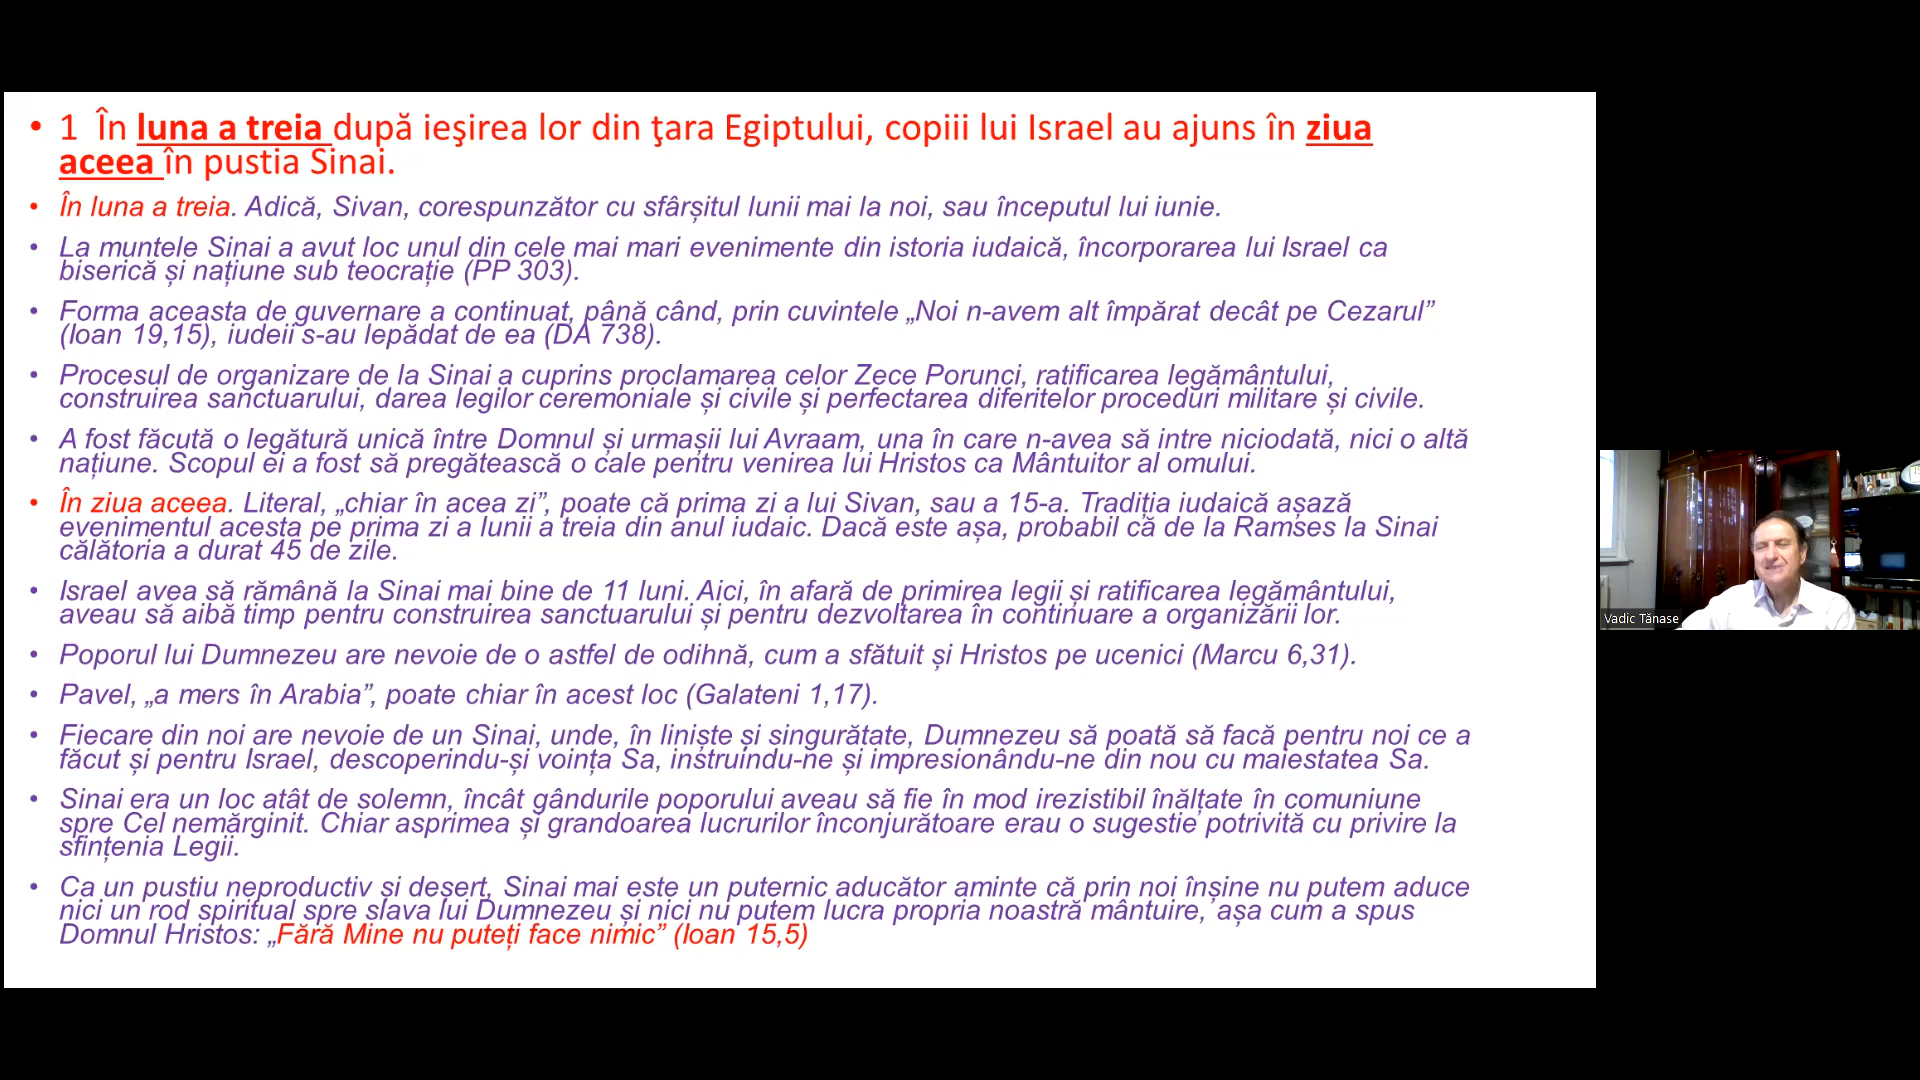 • 1 În luna a treia după ieşirea lor din ţara Egiptului, copiii lui Israel au ajuns în ziua
aceea în pustia Sinai.
• În luna a treia. Adică, Sivan, corespunzător cu sfârșitul lunii mai la noi, sau începutul lui iunie.
• La muntele Sinai a avut loc unul din cele mai mari evenimente din istoria iudaică, încorporarea lui Israel ca
biserică și națiune sub teocrație (PP 303).
• Forma aceasta de guvernare a continuat, până când, prin cuvintele „Noi n-avem alt împărat decât pe Cezarul”
(Ioan 19,15), iudeii s-au lepădat de ea (DA 738).
• Procesul de organizare de la Sinai a cuprins proclamarea celor Zece Porunci, ratificarea legământului,
construirea sanctuarului, darea legilor ceremoniale și civile și perfectarea diferitelor proceduri militare și civile.
• A fost făcută o legătură unică între Domnul și urmașii lui Avraam, una în care n-avea să intre niciodată, nici o altă
națiune. Scopul ei a fost să pregătească o cale pentru venirea lui Hristos ca Mântuitor al omului.
• În ziua aceea. Literal, „chiar în acea zi”, poate că prima zi a lui Sivan, sau a 15-a. Tradiția iudaică așază
evenimentul acesta pe prima zi a lunii a treia din anul iudaic. Dacă este așa, probabil că de la Ramses la Sinai
călătoria a durat 45 de zile.
• Israel avea să rămână la Sinai mai bine de 11 luni. Aici, în afară de primirea legii și ratificarea legământului,
aveau să aibă timp pentru construirea sanctuarului și pentru dezvoltarea în continuare a organizării lor.
• Poporul lui Dumnezeu are nevoie de o astfel de odihnă, cum a sfătuit și Hristos pe ucenici (Marcu 6,31).
• Pavel, „a mers în Arabia”, poate chiar în acest loc (Galateni 1,17).
• Fiecare din noi are nevoie de un Sinai, unde, în liniște și singurătate, Dumnezeu să poată să facă pentru noi ce a
făcut și pentru Israel, descoperindu-și voința Sa, instruindu-ne și impresionându-ne din nou cu maiestatea Sa.
• Sinai era un loc atât de solemn, încât gândurile poporului aveau să fie în mod irezistibil înălțate în comuniune
spre Cel nemărginit. Chiar asprimea și grandoarea lucrurilor înconjurătoare erau o sugestie potrivită cu privire la
sfințenia Legii.
• Ca un pustiu neproductiv și deșert, Sinai mai este un puternic aducător aminte că prin noi înșine nu putem aduce
nici un rod spiritual spre slava lui Dumnezeu și nici nu putem lucra propria noastră mântuire, așa cum a spus
Domnul Hristos: „Fără Mine nu puteți face nimic” (Ioan 15,5)
Vadic Tănase